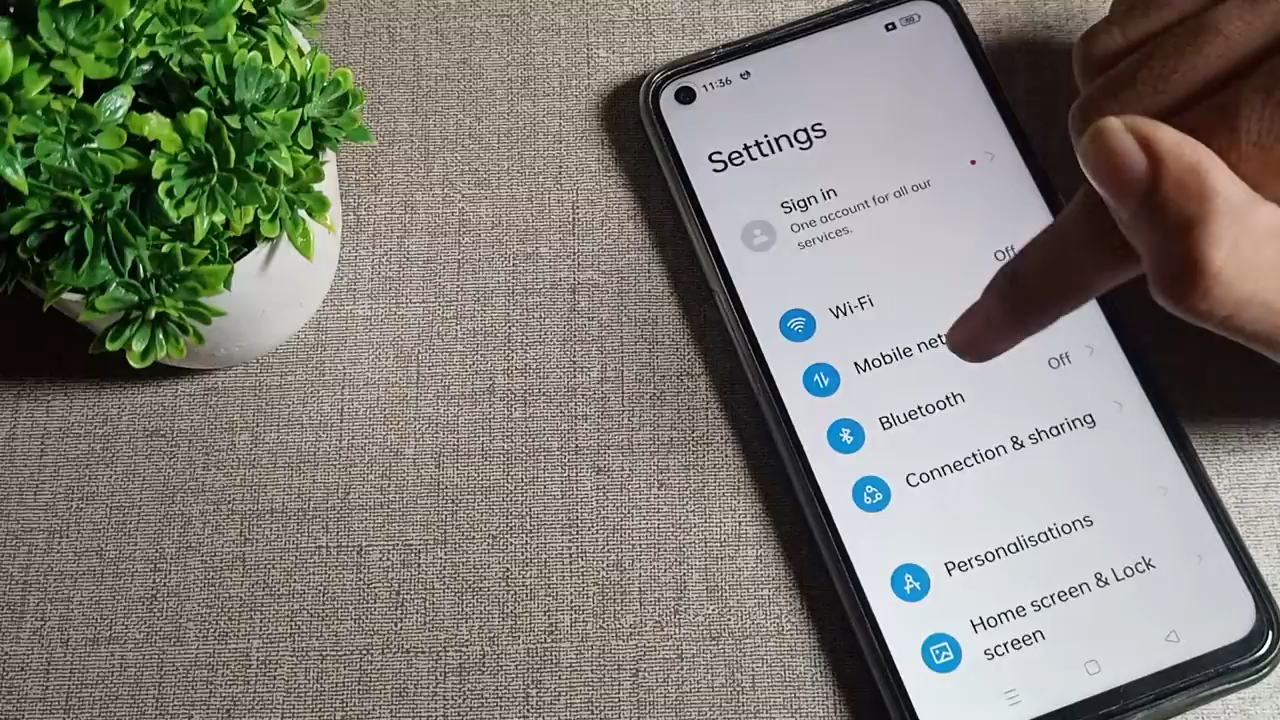 11:36
Settings
Sign in
One account for all our
services.
Wi-Fi
Off
Mobile
Bluetooth
Off
Connection & sharing
Personalisations
Home screen & Lock
screen